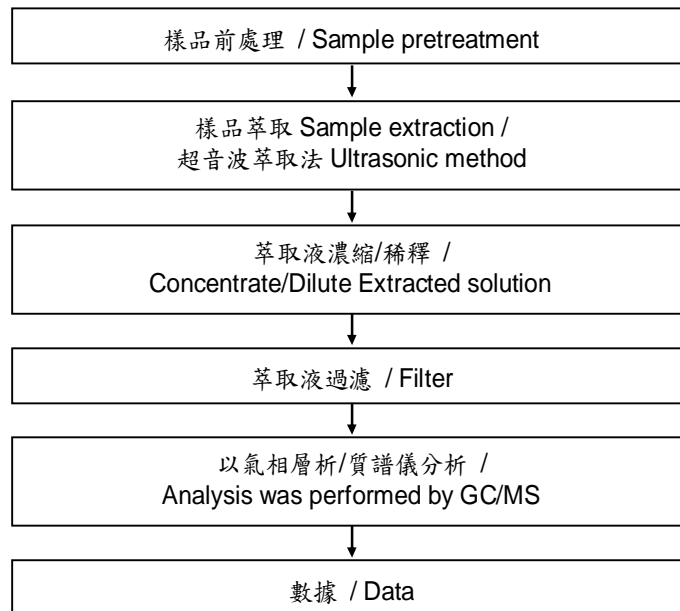 樣品前處理 / Sample pretreatment
樣品萃取 Sample extraction /
超音波萃取法 Ultrasonic method
萃取液濃縮/稀釋 /
Concentrate/Dilute Extracted solution
萃取液過濾 / Filter
以氣相層析/質譜儀分析 /
Analysis was performed by GC/MS
數據 / Data